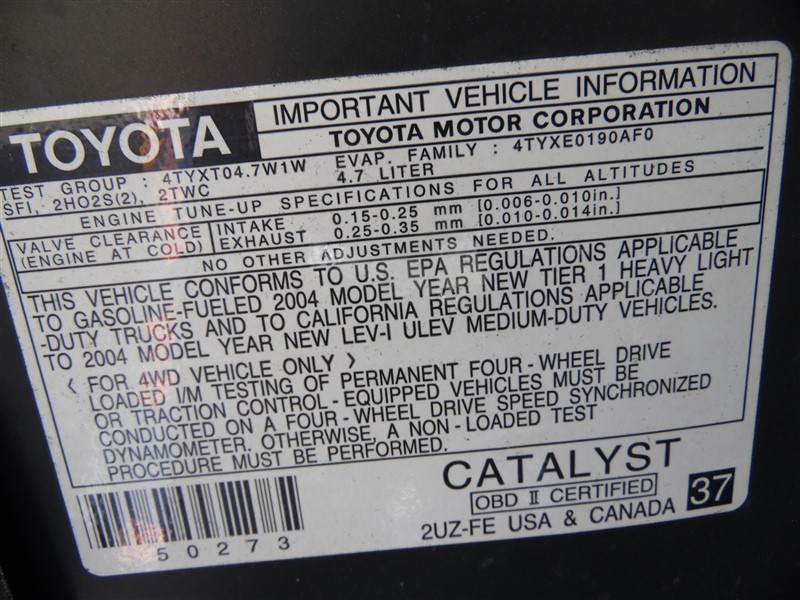 TOYOTA
IMPORTANT VEHICLE INFORMATION
TOYOTA MOTOR CORPORATION
TEST GROUP : 4TYXT04.7W1W EVAP. FAMILY : 4TYXE0190AF0
SFI, 2HO2S(2), 2TWC 4.7 LITER
ENGINE TUNE-UP SPECIFICATIONS FOR ALL ALTITUDES
VALVE CLEARANCE INTAKE 0.15-0.25 mm [0.006-0.010in.]
(ENGINE AT COLD) EXHAUST 0.25-0.35 mm [0.010-0.014in.]
NO OTHER ADJUSTMENTS NEEDED.
THIS VEHICLE CONFORMS TO U.S. EPA REGULATIONS APPLICABLE
TO GASOLINE-FUELED 2004 MODEL YEAR NEW TIER 1 HEAVY LIGHT
-DUTY TRUCKS AND TO CALIFORNIA REGULATIONS APPLICABLE
TO 2004 MODEL YEAR NEW LEV-I ULEV MEDIUM-DUTY VEHICLES.
〈 FOR 4WD VEHICLE ONLY 〉
LOADED I/M TESTING OF PERMANENT FOUR-WHEEL DRIVE
OR TRACTION CONTROL-EQUIPPED VEHICLES MUST BE
CONDUCTED ON A FOUR-WHEEL DRIVE SPEED SYNCHRONIZED
DYNAMOMETER. OTHERWISE, A NON-LOADED TEST
PROCEDURE MUST BE PERFORMED.
CATALYST
OBD II CERTIFIED 37
2UZ-FE USA & CANADA
50273